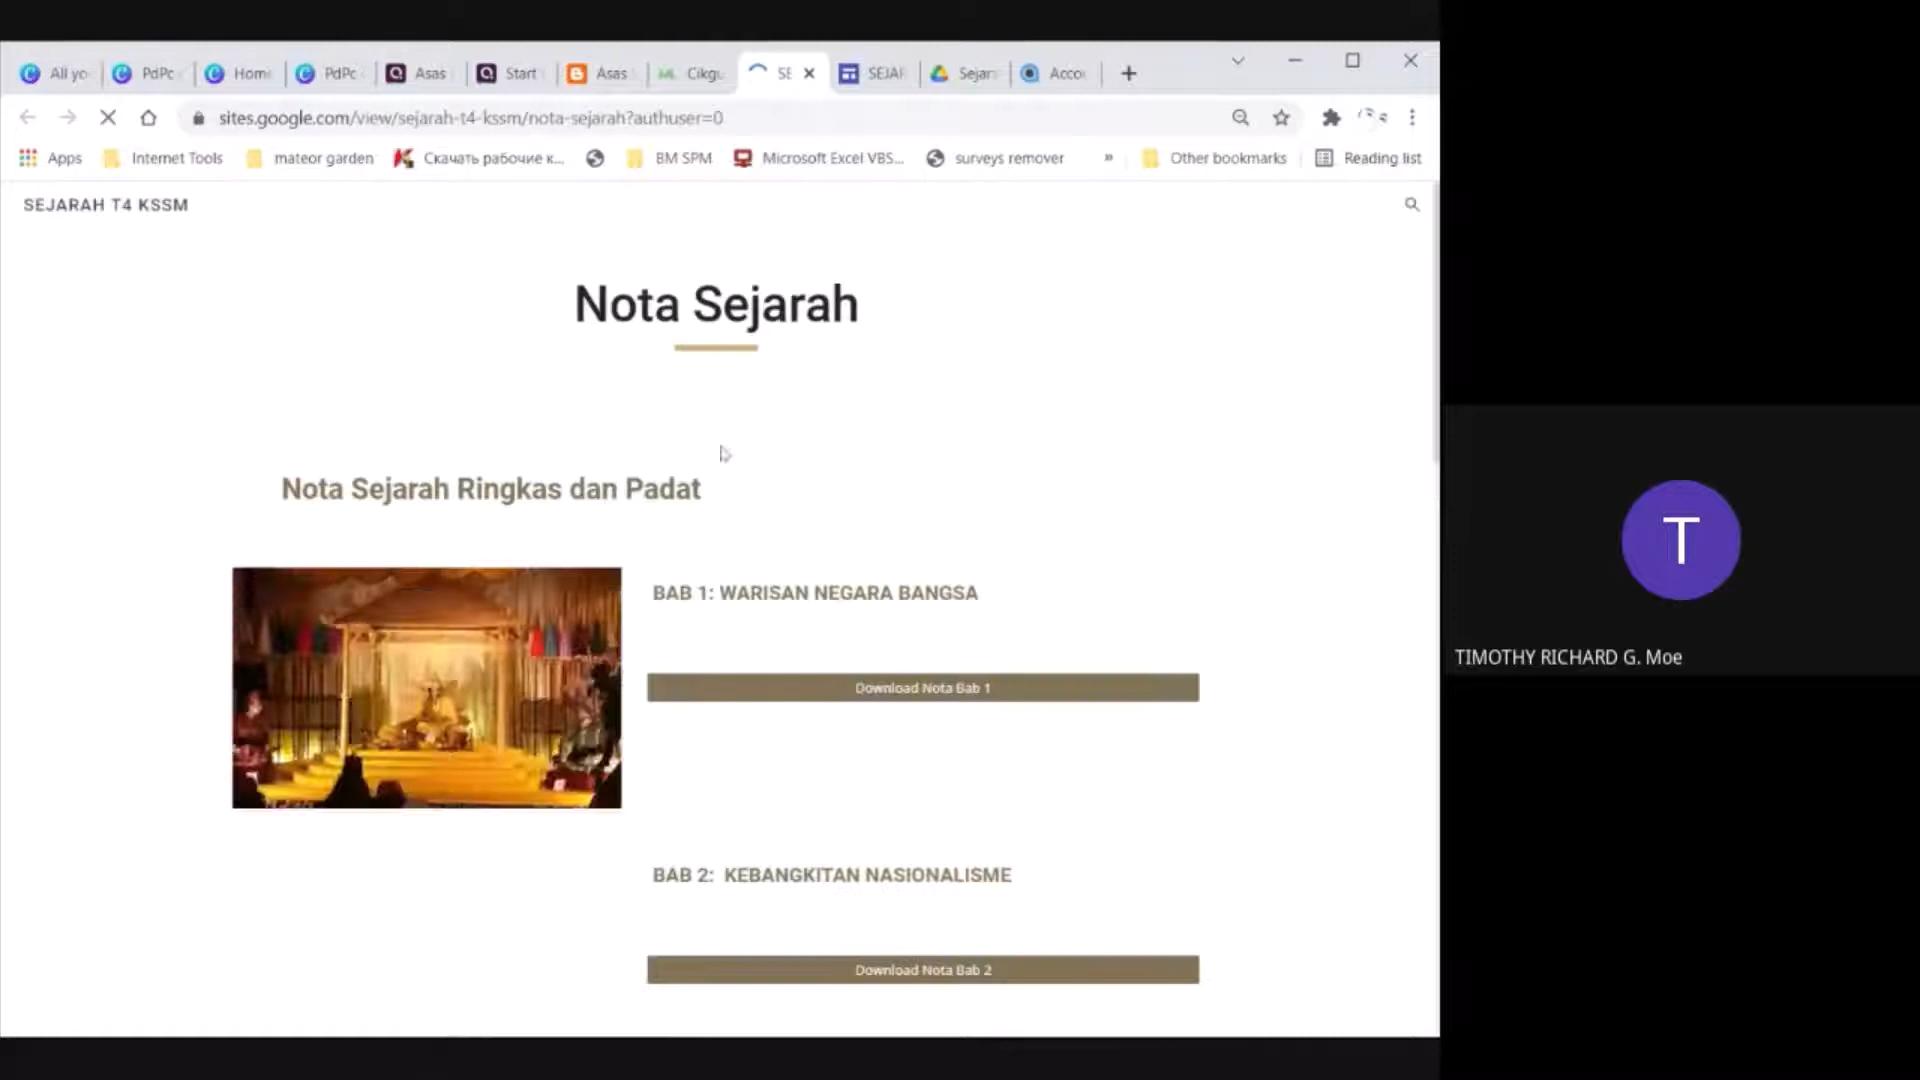 All yo
PdPc
Home
PdPc
Asas
Start
Asas
Cikgu
SE
SEJAR
Sejara
Accou
sites.google.com/view/sejarah-t4-kssm/nota-sejarah?authuser=0
Apps
Internet Tools
mateor garden
Скачать рабочие к...
BM SPM
Microsoft Excel VBS...
surveys remover
»
Other bookmarks
Reading list
SEJARAH T4 KSSM
Nota Sejarah
Nota Sejarah Ringkas dan Padat
BAB 1: WARISAN NEGARA BANGSA
Download Nota Bab 1
BAB 2: KEBANGKITAN NASIONALISME
Download Nota Bab 2
T
TIMOTHY RICHARD G. Moe